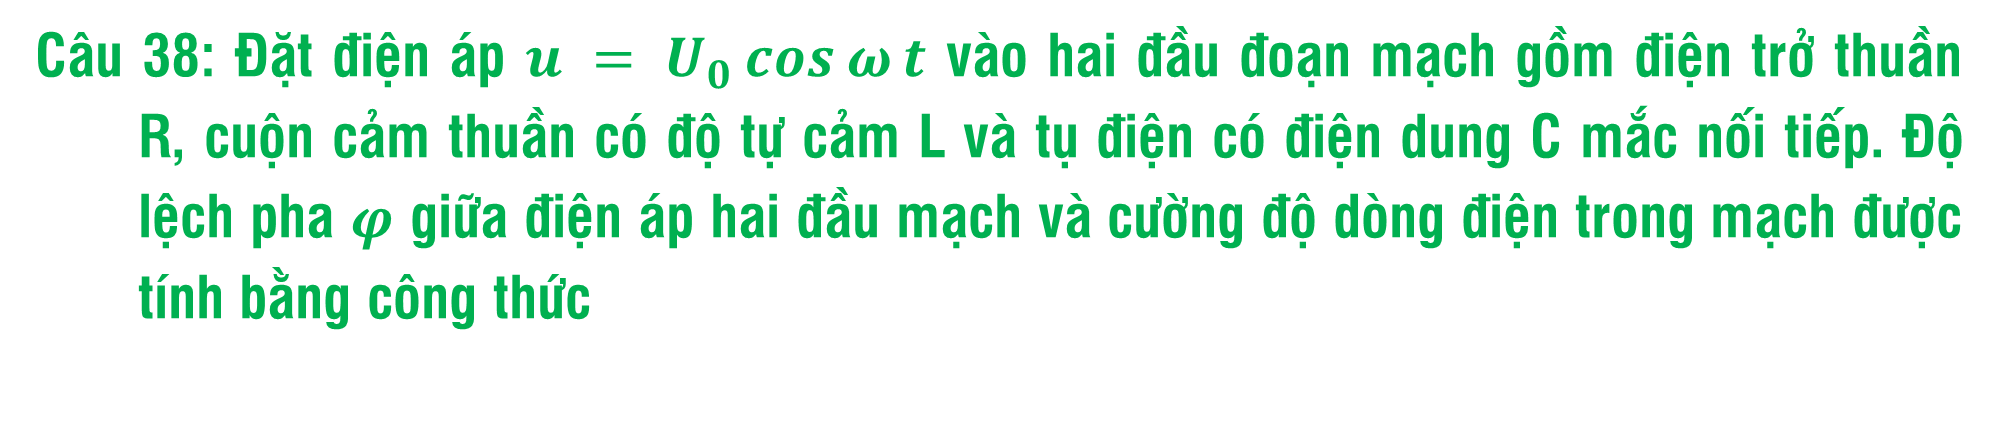 Câu 38: Đặt điện áp u = U₀ cos ω t vào hai đầu đoạn mạch gồm điện trở thuần
R, cuộn cảm thuần có độ tự cảm L và tụ điện có điện dung C mắc nối tiếp. Độ
lệch pha φ giữa điện áp hai đầu mạch và cường độ dòng điện trong mạch được
tính bằng công thức